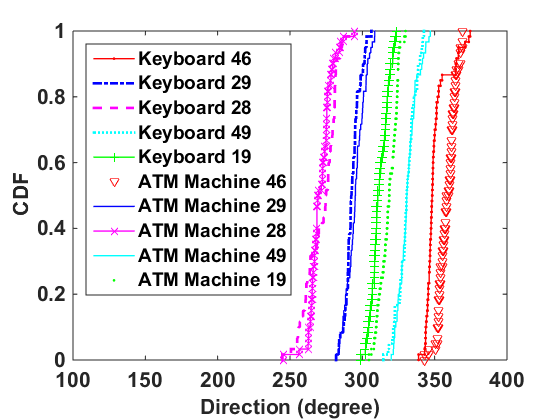 1
0.8
0.6
0.4
0.2
0
CDF
Keyboard 46
Keyboard 29
Keyboard 28
Keyboard 49
Keyboard 19
ATM Machine 46
ATM Machine 29
ATM Machine 28
ATM Machine 49
ATM Machine 19
100 150 200 250 300 350 400
Direction (degree)